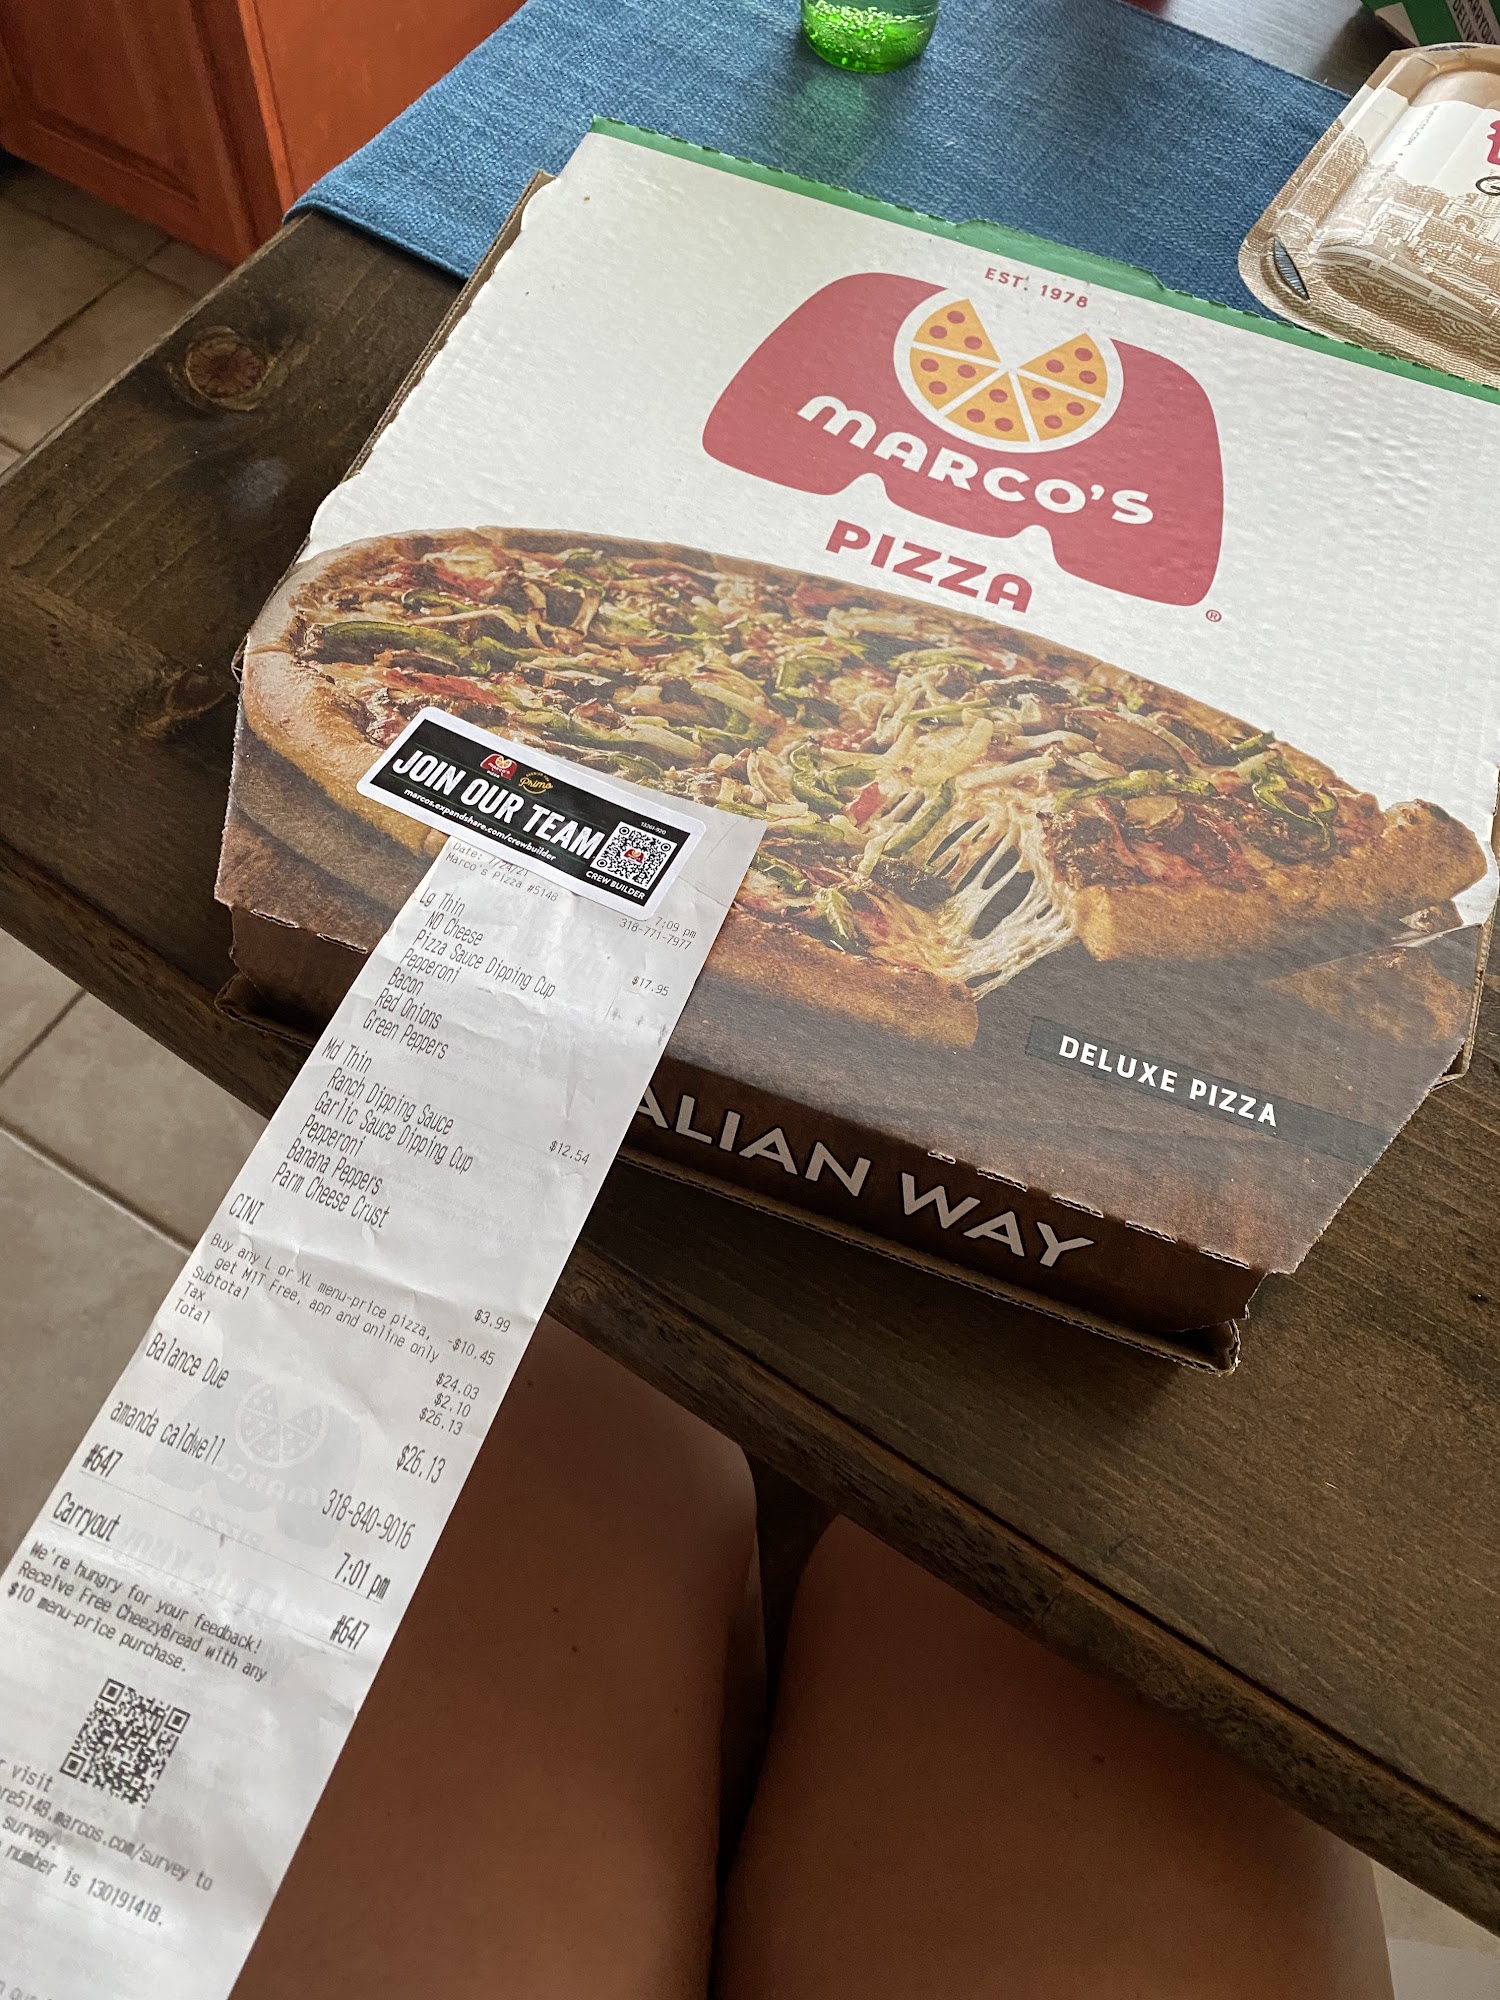 EST. 1978
MARCO'S
PIZZA
®
DELUXE PIZZA
ALIAN WAY
MARCO'S
PIZZA
Primo
JOIN OUR TEAM
marcos.expandshare.com/crewbuilder
CREW BUILDER
Date: 7/24/21 7:09 pm
Marco's Pizza #5148 318-771-7977
Lg Thin $17.95
NO Cheese
Pizza Sauce Dipping Cup
Pepperoni
Bacon
Red Onions
Green Peppers
Md Thin $12.54
Ranch Dipping Sauce
Garlic Sauce Dipping Cup
Pepperoni
Banana Peppers
Parm Cheese Crust
CINI $3.99
Buy any L or XL menu-price pizza, -$10.45
get M1T Free, app and online only
Subtotal $24.03
Tax $2.10
Total $26.13
Balance Due $26.13
amanda caldwell 318-840-9016
#647 7:01 pm
Carryout #647
We're hungry for your feedback!
Receive Free CheezyBread with any
$10 menu-price purchase.
visit
re5148.marcos.com/survey to
survey.
number is 130191418.